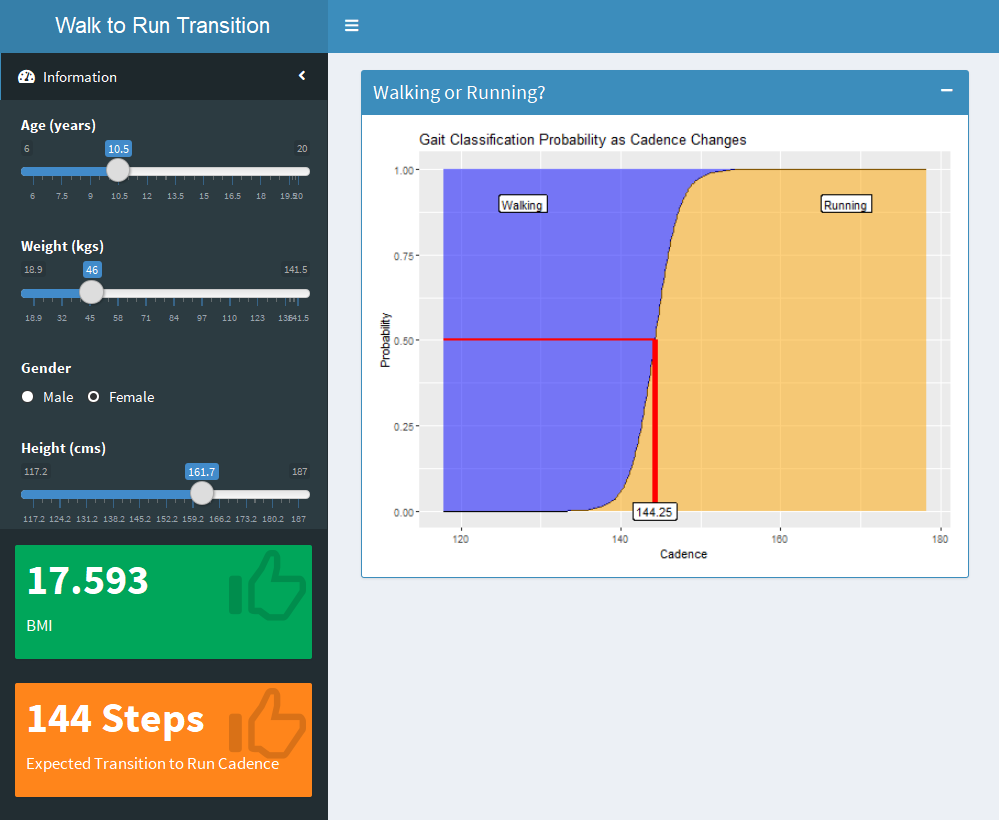 Walk to Run Transition
Information
Age (years)
6 10.5 20
6 7.5 9 10.5 12 13.5 15 16.5 18 19.5 20
Weight (kgs)
18.9 46 141.5
18.9 32 45 58 71 84 97 110 123 136 141.5
Gender
Male Female
Height (cms)
117.2 161.7 187
117.2 124.2 131.2 138.2 145.2 152.2 159.2 166.2 173.2 180.2 187
17.593
BMI
144 Steps
Expected Transition to Run Cadence
Walking or Running?
Gait Classification Probability as Cadence Changes
1.00
0.75
0.50
0.25
0.00
Probability
Walking
Running
144.25
120 140 160 180
Cadence